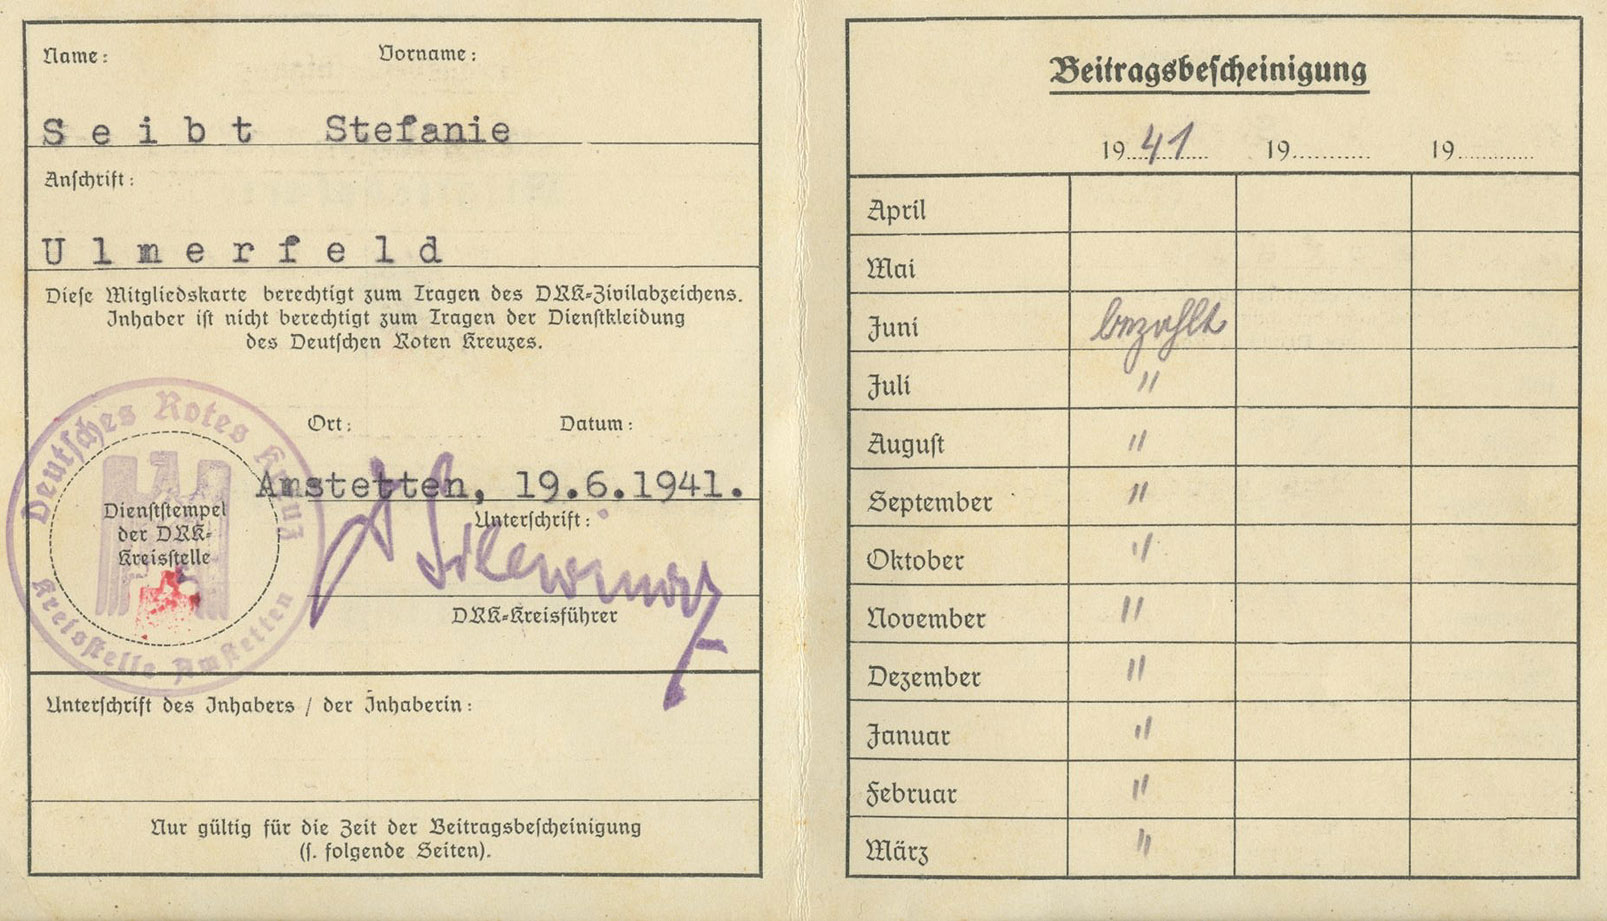 Name: Vorname:
Seibt Stefanie
Anschrift:
Ulmerfeld
Diese Mitgliedskarte berechtigt zum Tragen des DRK-Zivilabzeichens.
Inhaber ist nicht berechtigt zum Tragen der Dienstkleidung
des Deutschen Roten Kreuzes.
Deutsches Rotes Kreuz
Kreisstelle Amstetten
Ort: Datum:
Amstetten, 19.6.1941.
Dienststempel
der DRK-
Kreisstelle
Unterschrift:
DRK-Kreisführer
Unterschrift des Inhabers / der Inhaberin:
Nur gültig für die Zeit der Beitragsbescheinigung
(s. folgende Seiten).
Beitragsbescheinigung
1941 19 19
April
Mai
Juni bezahlt
Juli "
August "
September "
Oktober "
November "
Dezember "
Januar "
Februar "
März "